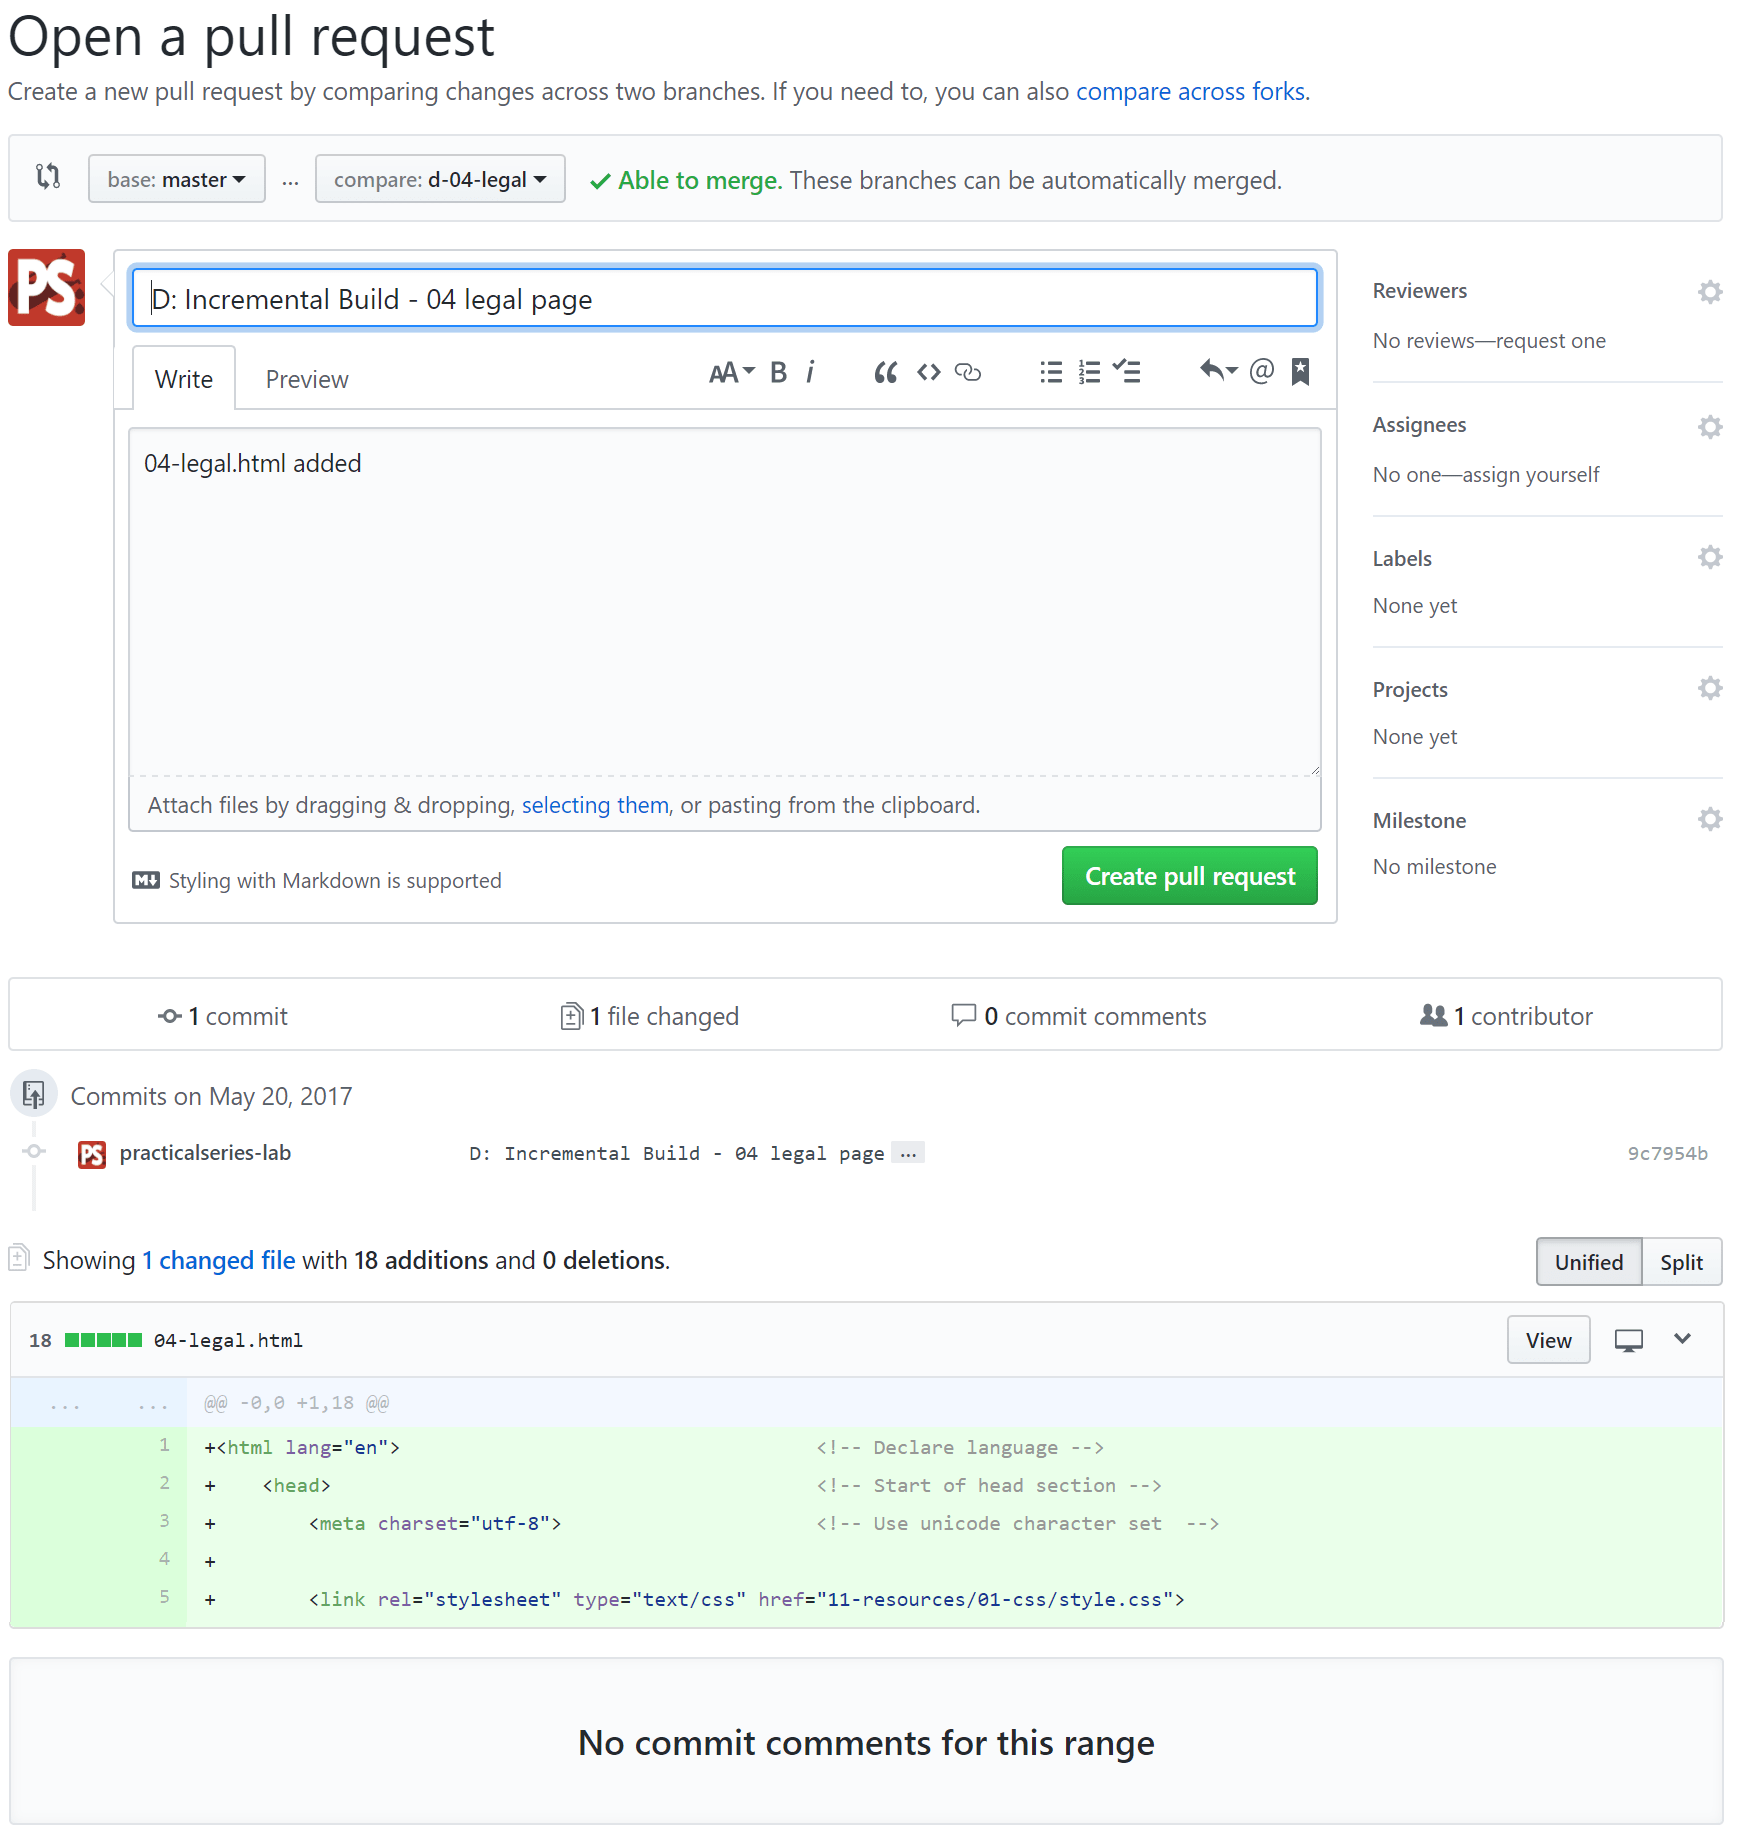 Open a pull request
Create a new pull request by comparing changes across two branches. If you need to, you can also compare across forks.
base: master ... compare: d-04-legal Able to merge. These branches can be automatically merged.
PS
D: Incremental Build - 04 legal page
Write Preview AA B i “ <> @
04-legal.html added
Attach files by dragging & dropping, selecting them, or pasting from the clipboard.
M Styling with Markdown is supported
Create pull request
Reviewers
No reviews—request one
Assignees
No one—assign yourself
Labels
None yet
Projects
None yet
Milestone
No milestone
1 commit 1 file changed 0 commit comments 1 contributor
Commits on May 20, 2017
PS practicalseries-lab D: Incremental Build - 04 legal page ... 9c7954b
Showing 1 changed file with 18 additions and 0 deletions.
Unified Split
18 04-legal.html View
... ... @@ -0,0 +1,18 @@
1 +<html lang="en"> <!-- Declare language -->
2 + <head> <!-- Start of head section -->
3 + <meta charset="utf-8"> <!-- Use unicode character set -->
4 +
5 + <link rel="stylesheet" type="text/css" href="11-resources/01-css/style.css">
No commit comments for this range